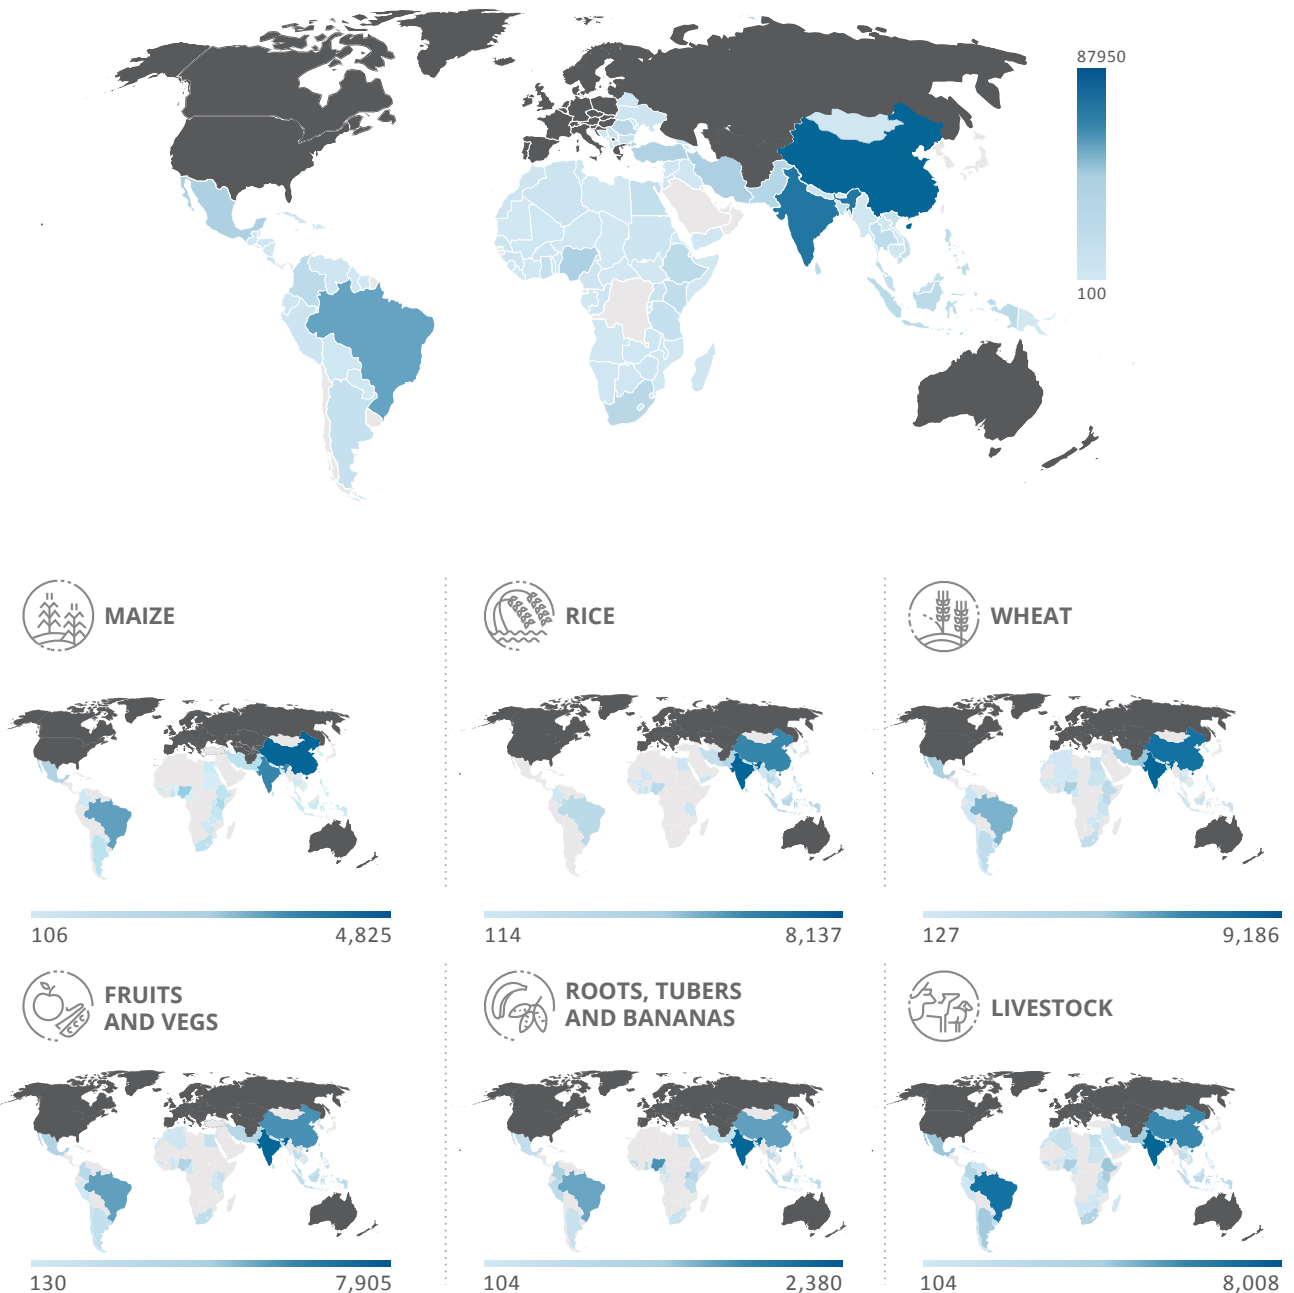 87950
100
MAIZE
RICE
WHEAT
106
4,825
114
8,137
127
9,186
FRUITS
AND VEGS
ROOTS, TUBERS
AND BANANAS
LIVESTOCK
130
7,905
104
2,380
104
8,008